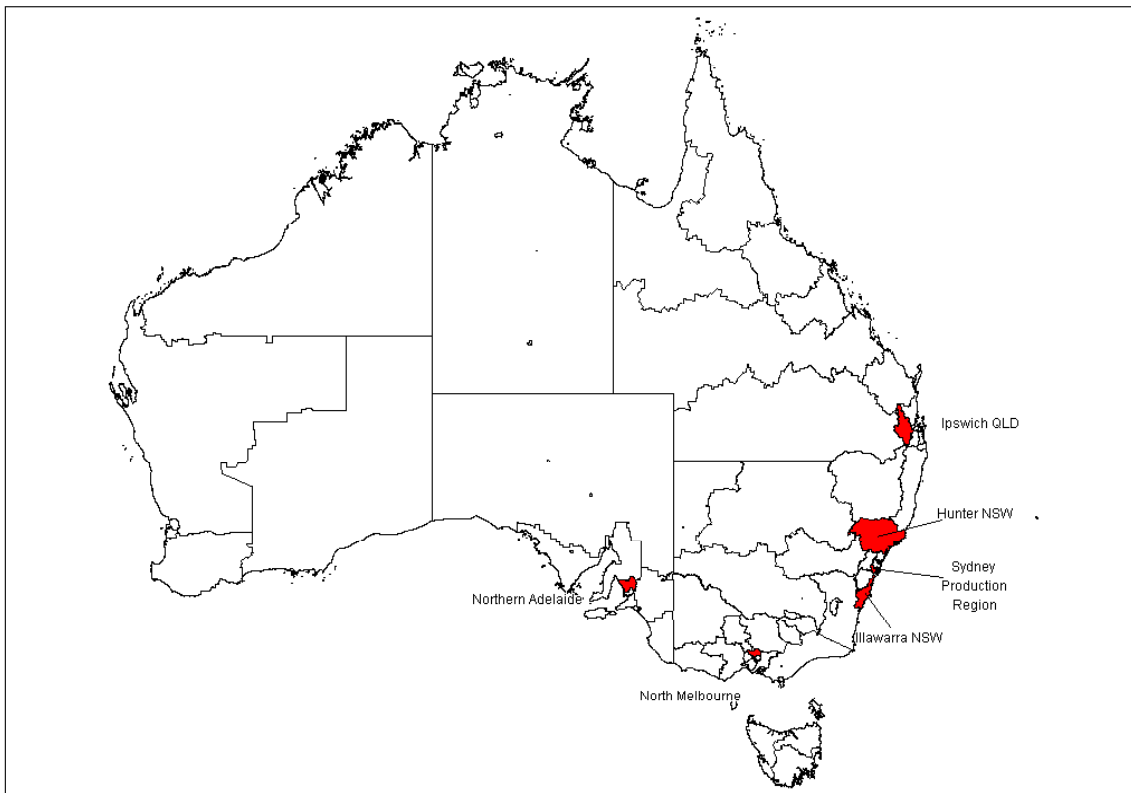 Ipswich QLD
Hunter NSW
Sydney
Production
Region
Northern Adelaide
Illawarra NSW
North Melbourne